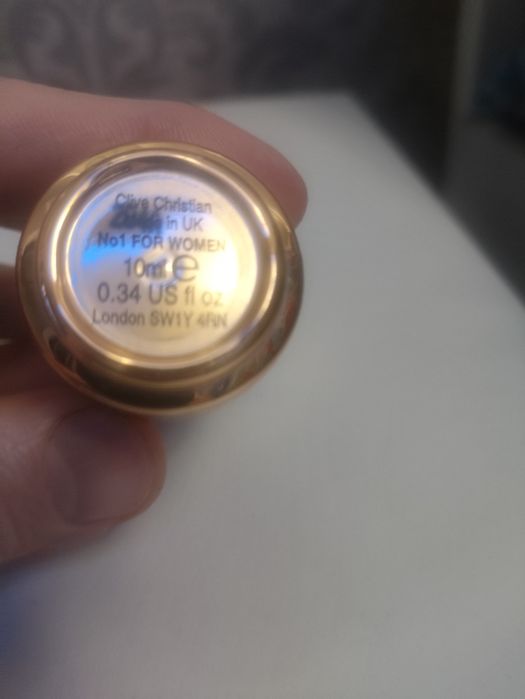 Clive Christian
in UK
No1 FOR WOMEN
10ml e
0.34 US fl oz
London SW1Y 4RN